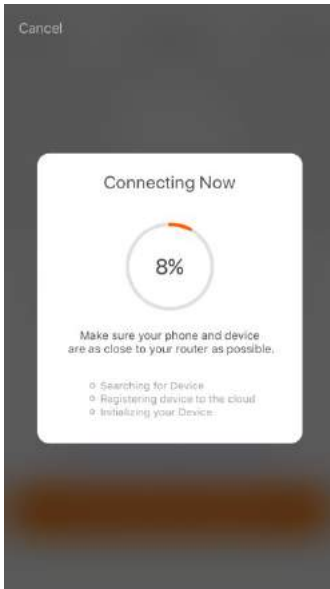 Cancel
Connecting Now
8%
Make sure your phone and device
are as close to your router as possible.
Searching for Device
Registering device to the cloud
Initializing your Device